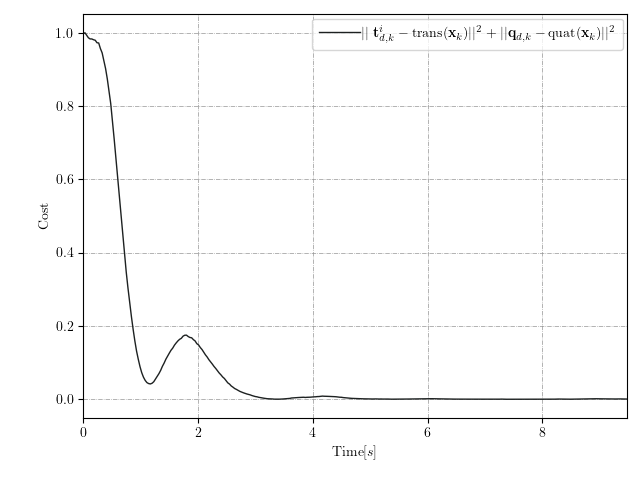 || t^i_{d,k} − trans(x_k)||^2 + ||q_{d,k} − quat(x_k)||^2
1.0
0.8
0.6
0.4
0.2
0.0
Cost
0 2 4 6 8
Time[s]